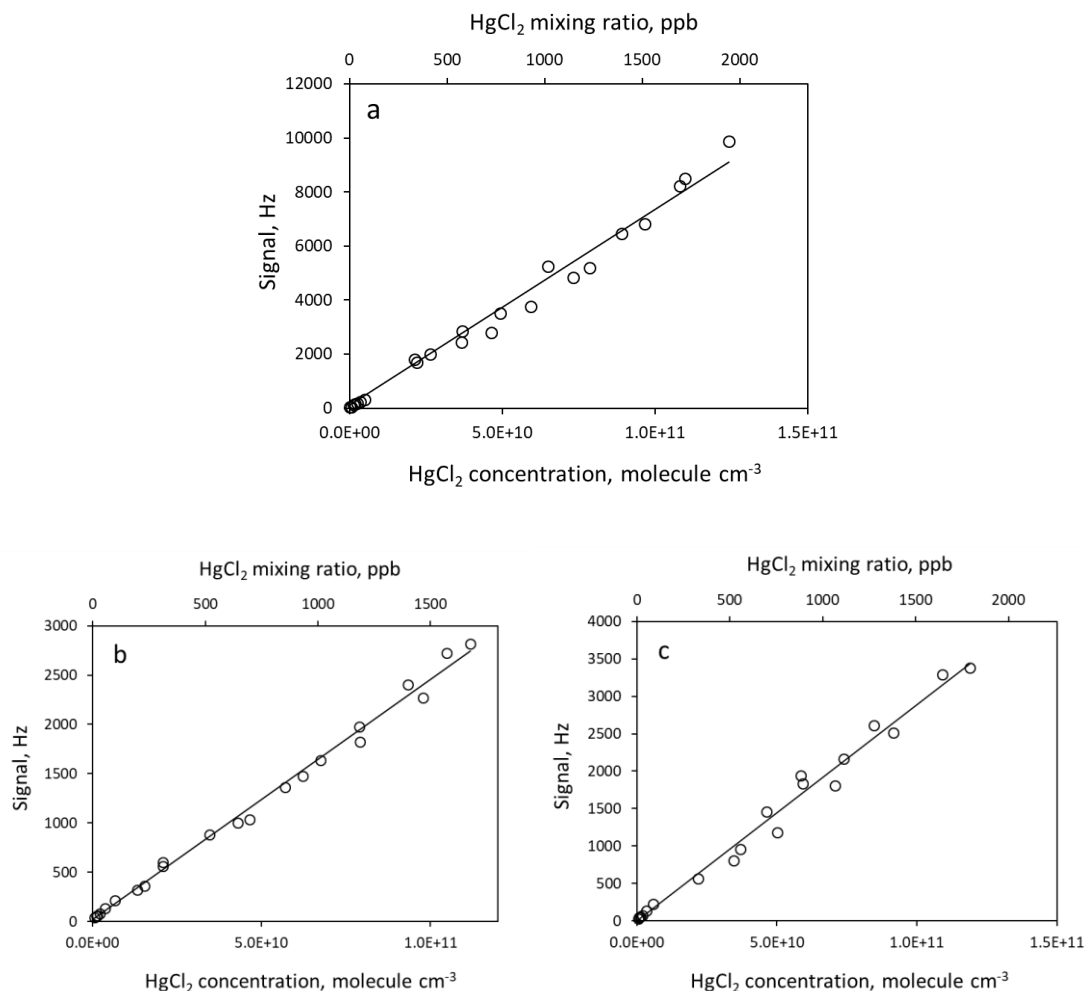 HgCl₂ mixing ratio, ppb
0 500 1000 1500 2000
12000
a
10000
8000
6000
4000
2000
0
Signal, Hz
0.0E+00 5.0E+10 1.0E+11 1.5E+11
HgCl₂ concentration, molecule cm⁻³
HgCl₂ mixing ratio, ppb
0 500 1000 1500
3000
b
2500
2000
1500
1000
500
0
Signal, Hz
0.0E+00 5.0E+10 1.0E+11
HgCl₂ concentration, molecule cm⁻³
HgCl₂ mixing ratio, ppb
0 500 1000 1500 2000
4000
c
3500
3000
2500
2000
1500
1000
500
0
Signal, Hz
0.0E+00 5.0E+10 1.0E+11 1.5E+11
HgCl₂ concentration, molecule cm⁻³